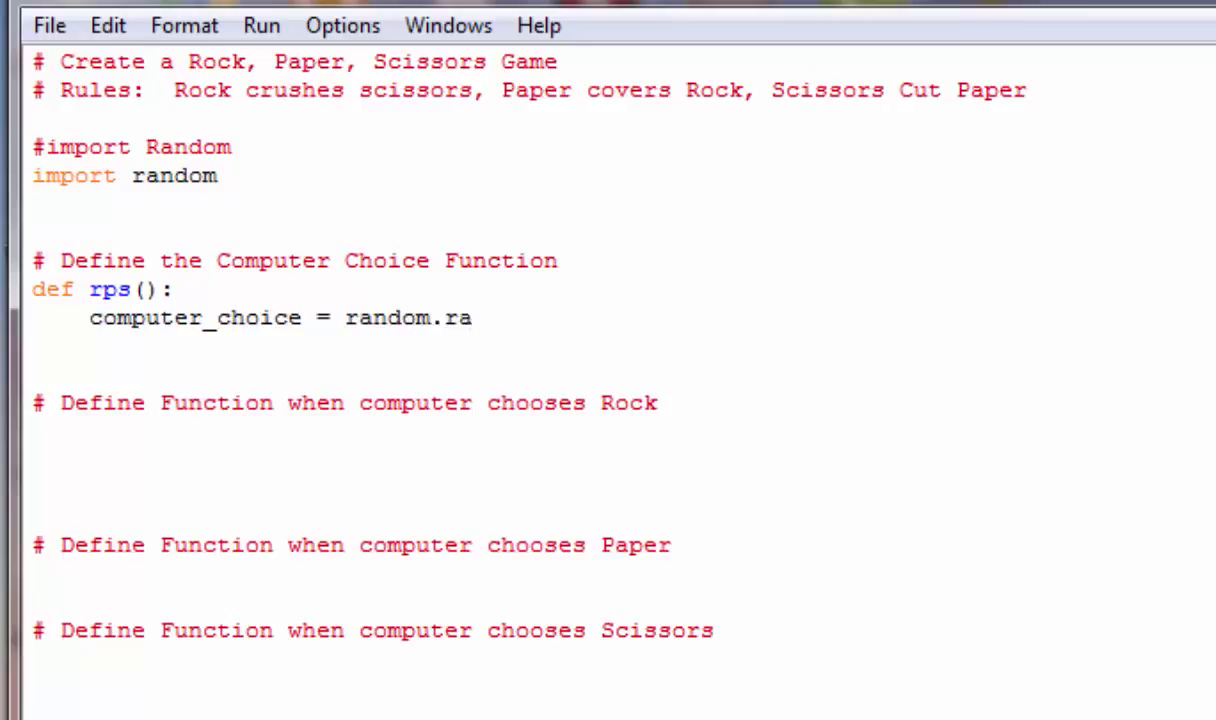 File Edit Format Run Options Windows Help
# Create a Rock, Paper, Scissors Game
# Rules:  Rock crushes scissors, Paper covers Rock, Scissors Cut Paper
#import Random
import random
# Define the Computer Choice Function
def rps():
    computer_choice = random.ra
# Define Function when computer chooses Rock
# Define Function when computer chooses Paper
# Define Function when computer chooses Scissors